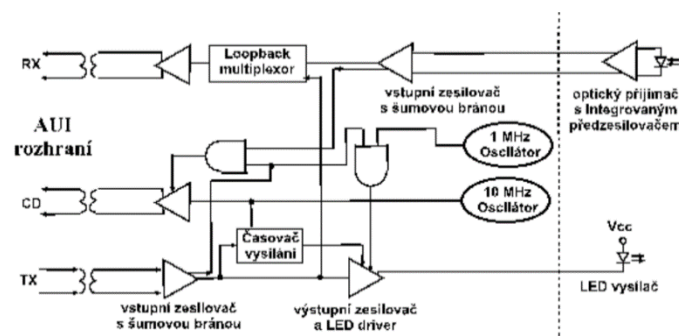 RX
Loopback
multiplexor
vstupní zesilovač
s šumovou bránou
optický přijímač
s Integrovaným
předzesilovačem
AUI
rozhraní
1 MHz
Oscilátor
CD
10 MHz
Oscilátor
Časovač
vysílání
Vcc
TX
LED vysílač
vstupní zesilovač
s šumovou bránou
výstupní zesilovač
a LED driver